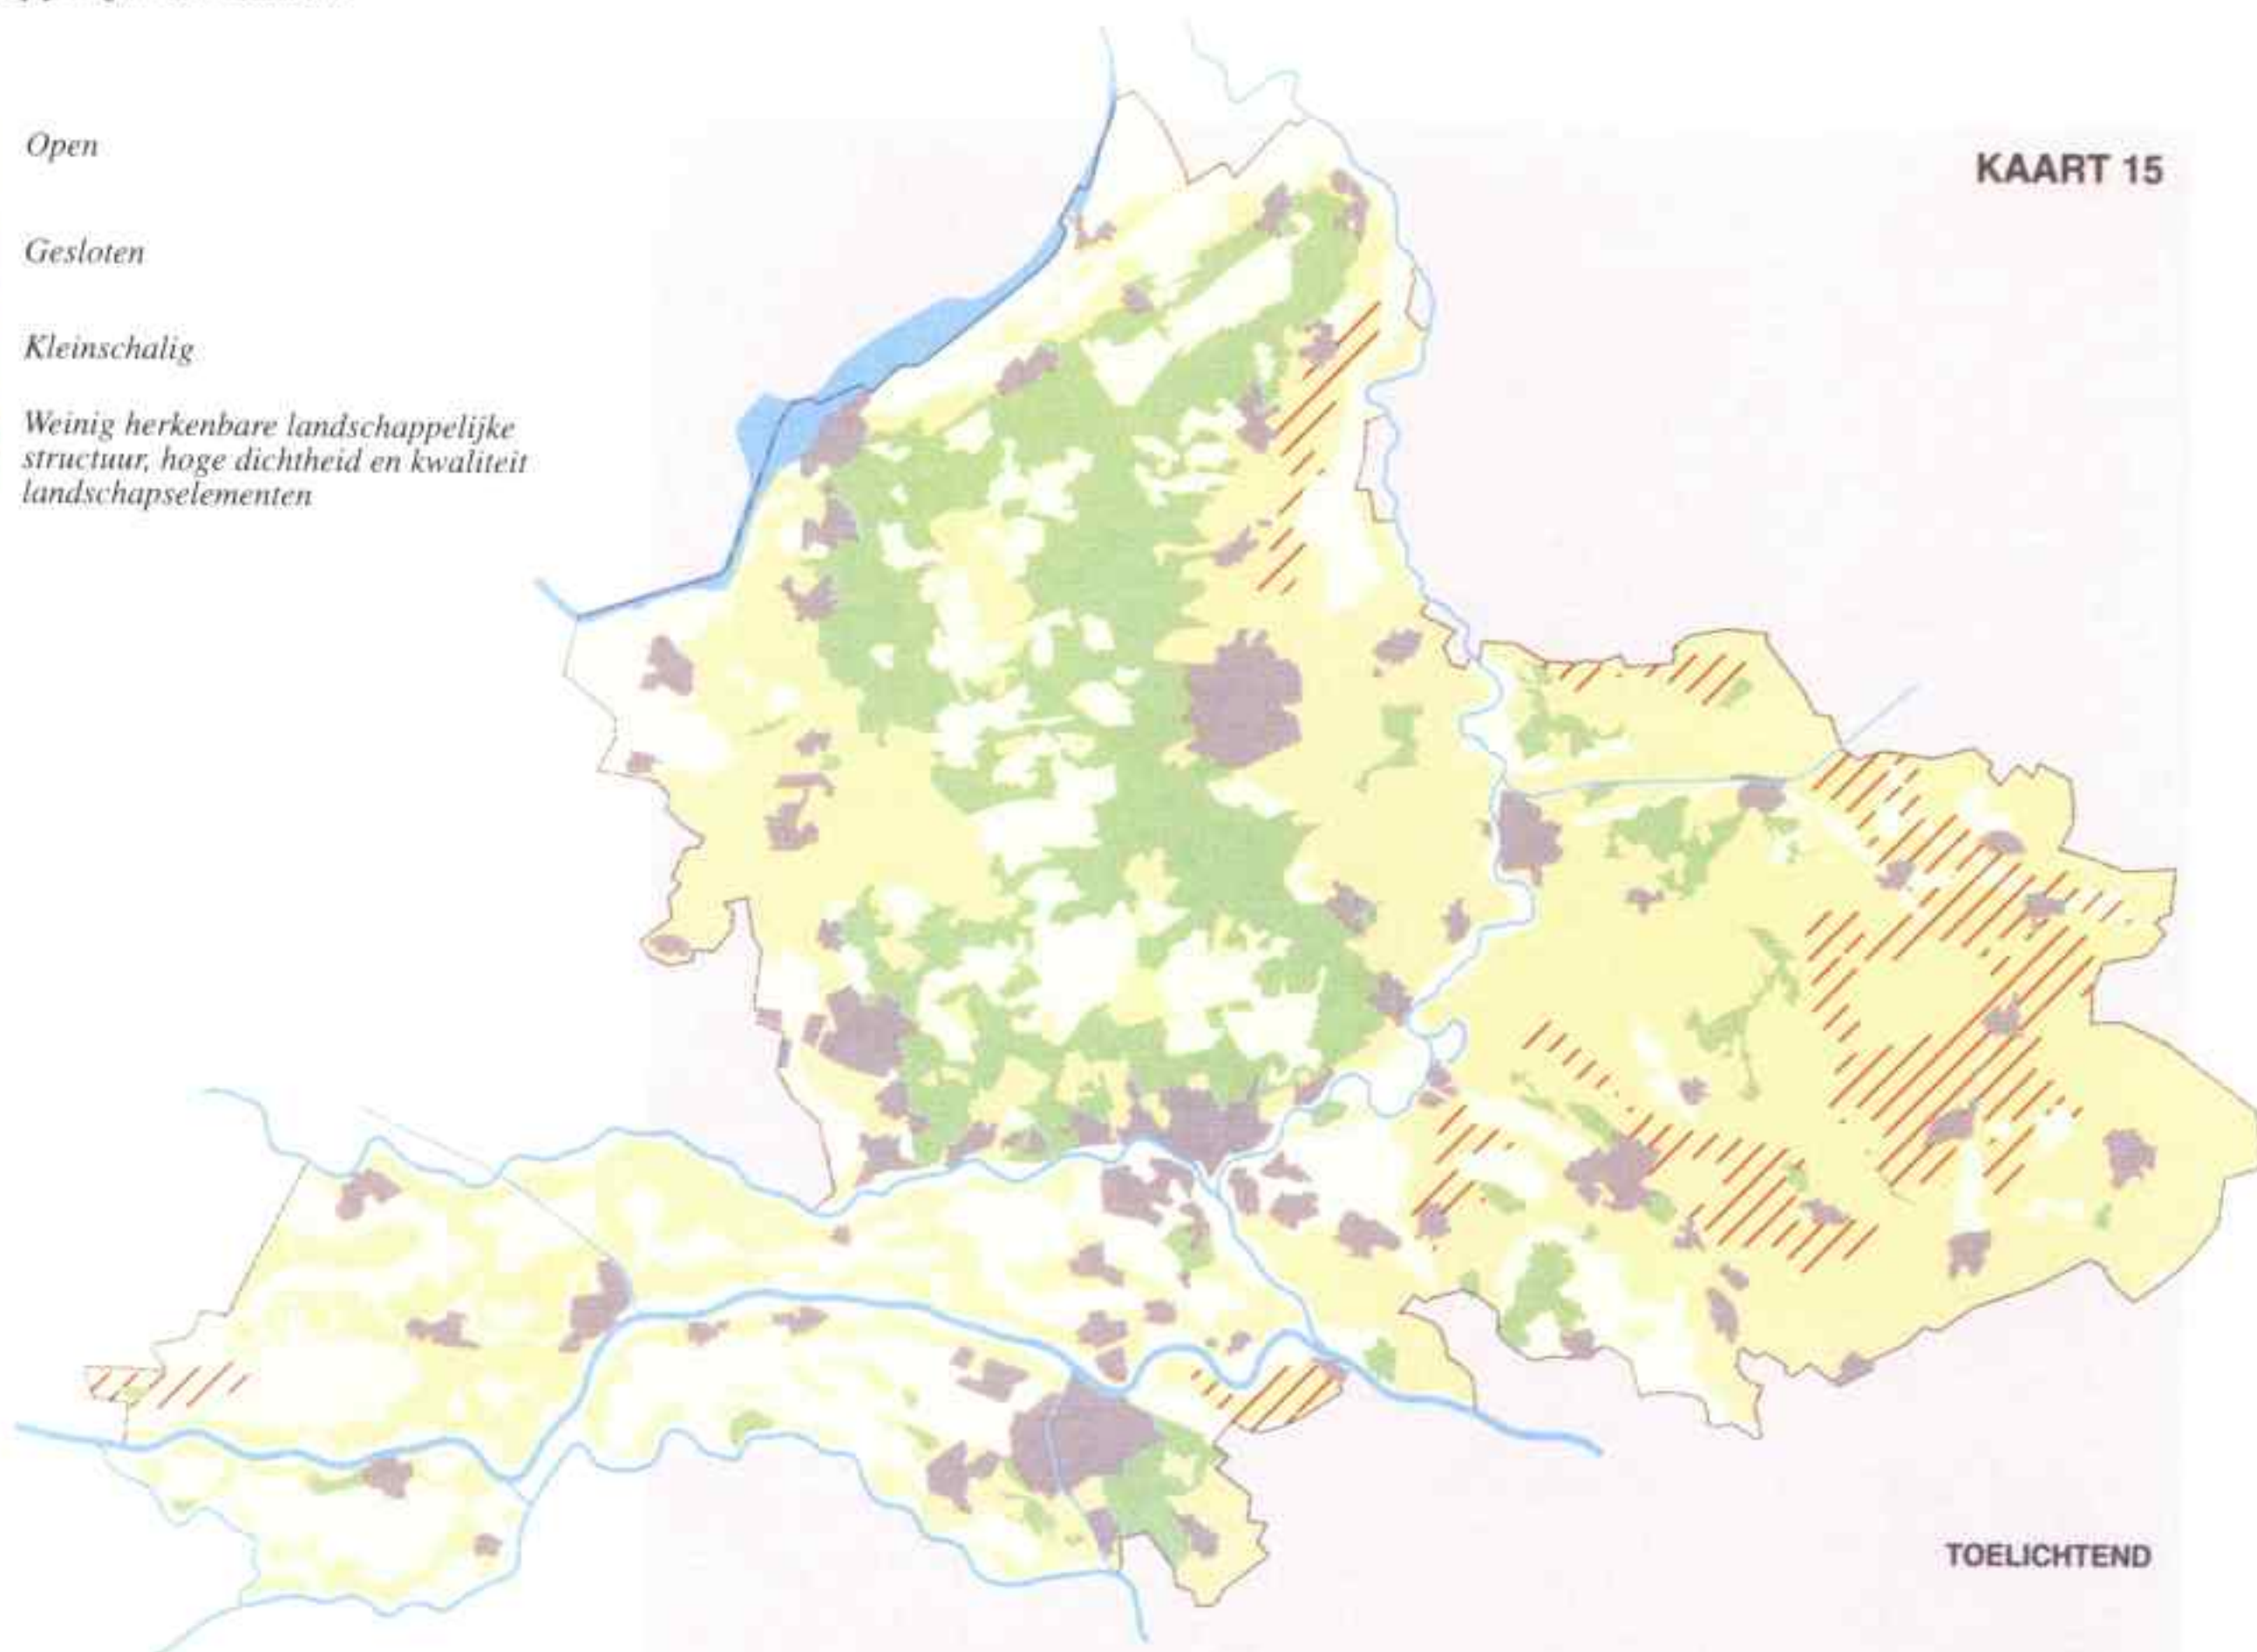 Open
KAART 15
Gesloten
Kleinschalig
Weinig herkenbare landschappelijke
structuur, hoge dichtheid en kwaliteit
landschapselementen
TOELICHTEND